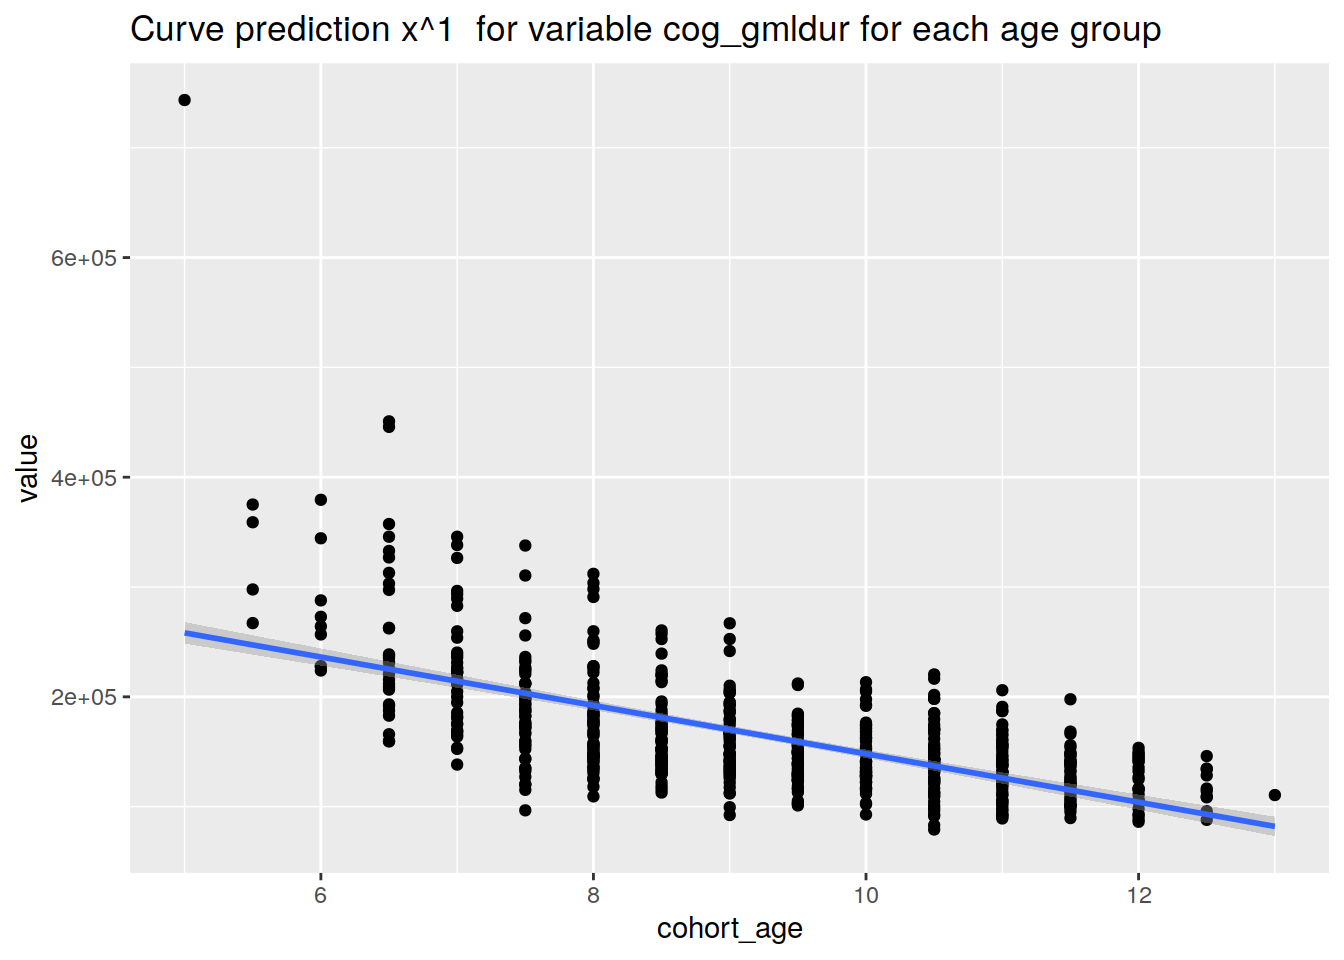 Curve prediction x^1  for variable cog_gmldur for each age group
6e+05
4e+05
2e+05
value
6
8
10
12
cohort_age